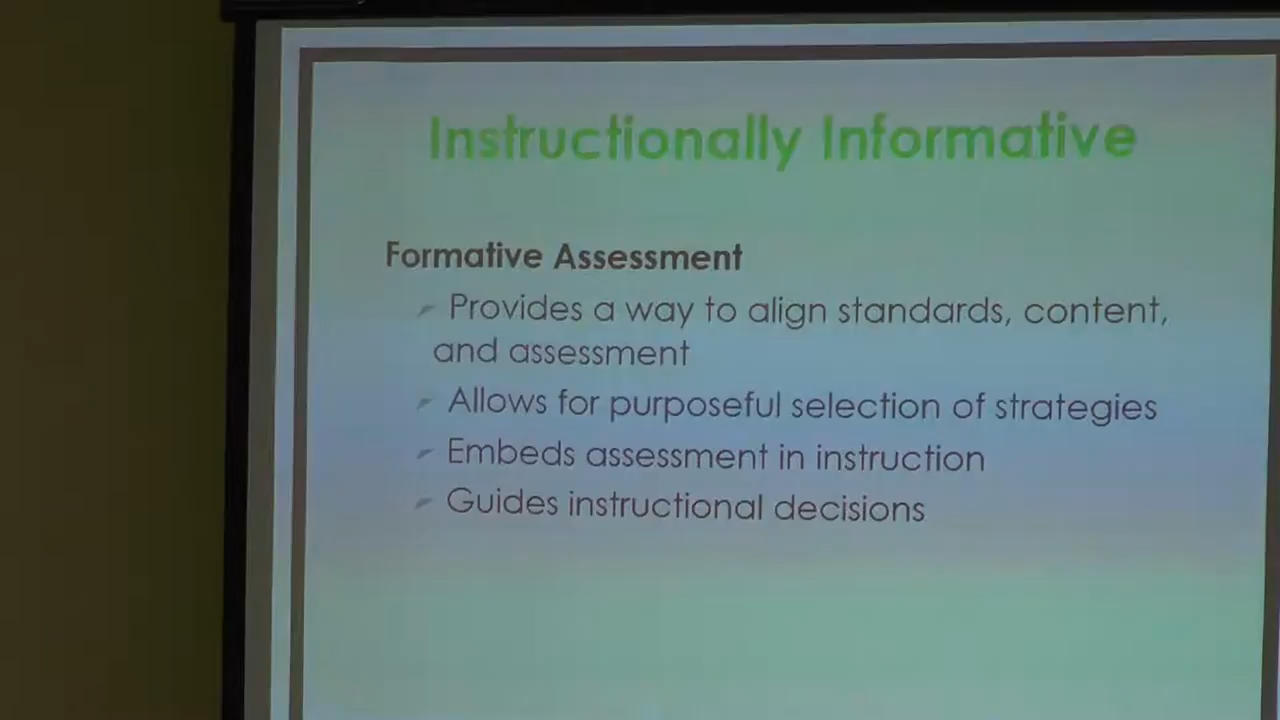 Instructionally Informative
Formative Assessment
Provides a way to align standards, content,
and assessment
Allows for purposeful selection of strategies
Embeds assessment in instruction
Guides instructional decisions